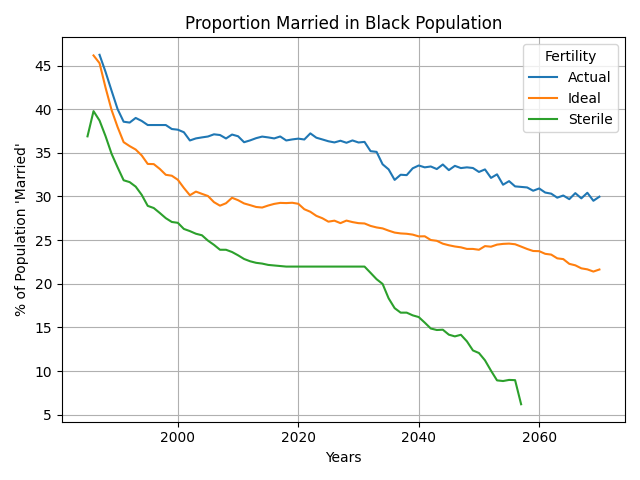 Proportion Married in Black Population
% of Population 'Married'
45
40
35
30
25
20
15
10
5
Fertility
Actual
Ideal
Sterile
2000 2020 2040 2060
Years